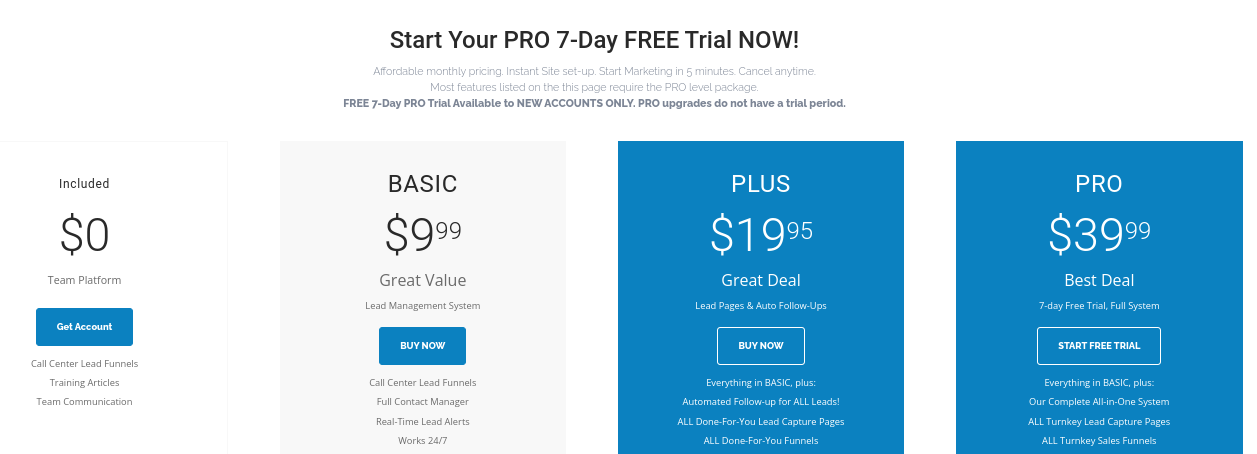 Start Your PRO 7-Day FREE Trial NOW!
Affordable monthly pricing. Instant Site set-up. Start Marketing in 5 minutes. Cancel anytime.
Most features listed on the this page require the PRO level package.
FREE 7-Day PRO Trial Available to NEW ACCOUNTS ONLY. PRO upgrades do not have a trial period.
Included
$0
Team Platform
Get Account
Call Center Lead Funnels
Training Articles
Team Communication
BASIC
$9 99
Great Value
Lead Management System
BUY NOW
Call Center Lead Funnels
Full Contact Manager
Real-Time Lead Alerts
Works 24/7
PLUS
$19 95
Great Deal
Lead Pages & Auto Follow-Ups
BUY NOW
Everything in BASIC, plus:
Automated Follow-up for ALL Leads!
ALL Done-For-You Lead Capture Pages
ALL Done-For-You Funnels
PRO
$39 99
Best Deal
7-day Free Trial, Full System
START FREE TRIAL
Everything in BASIC, plus:
Our Complete All-in-One System
ALL Turnkey Lead Capture Pages
ALL Turnkey Sales Funnels